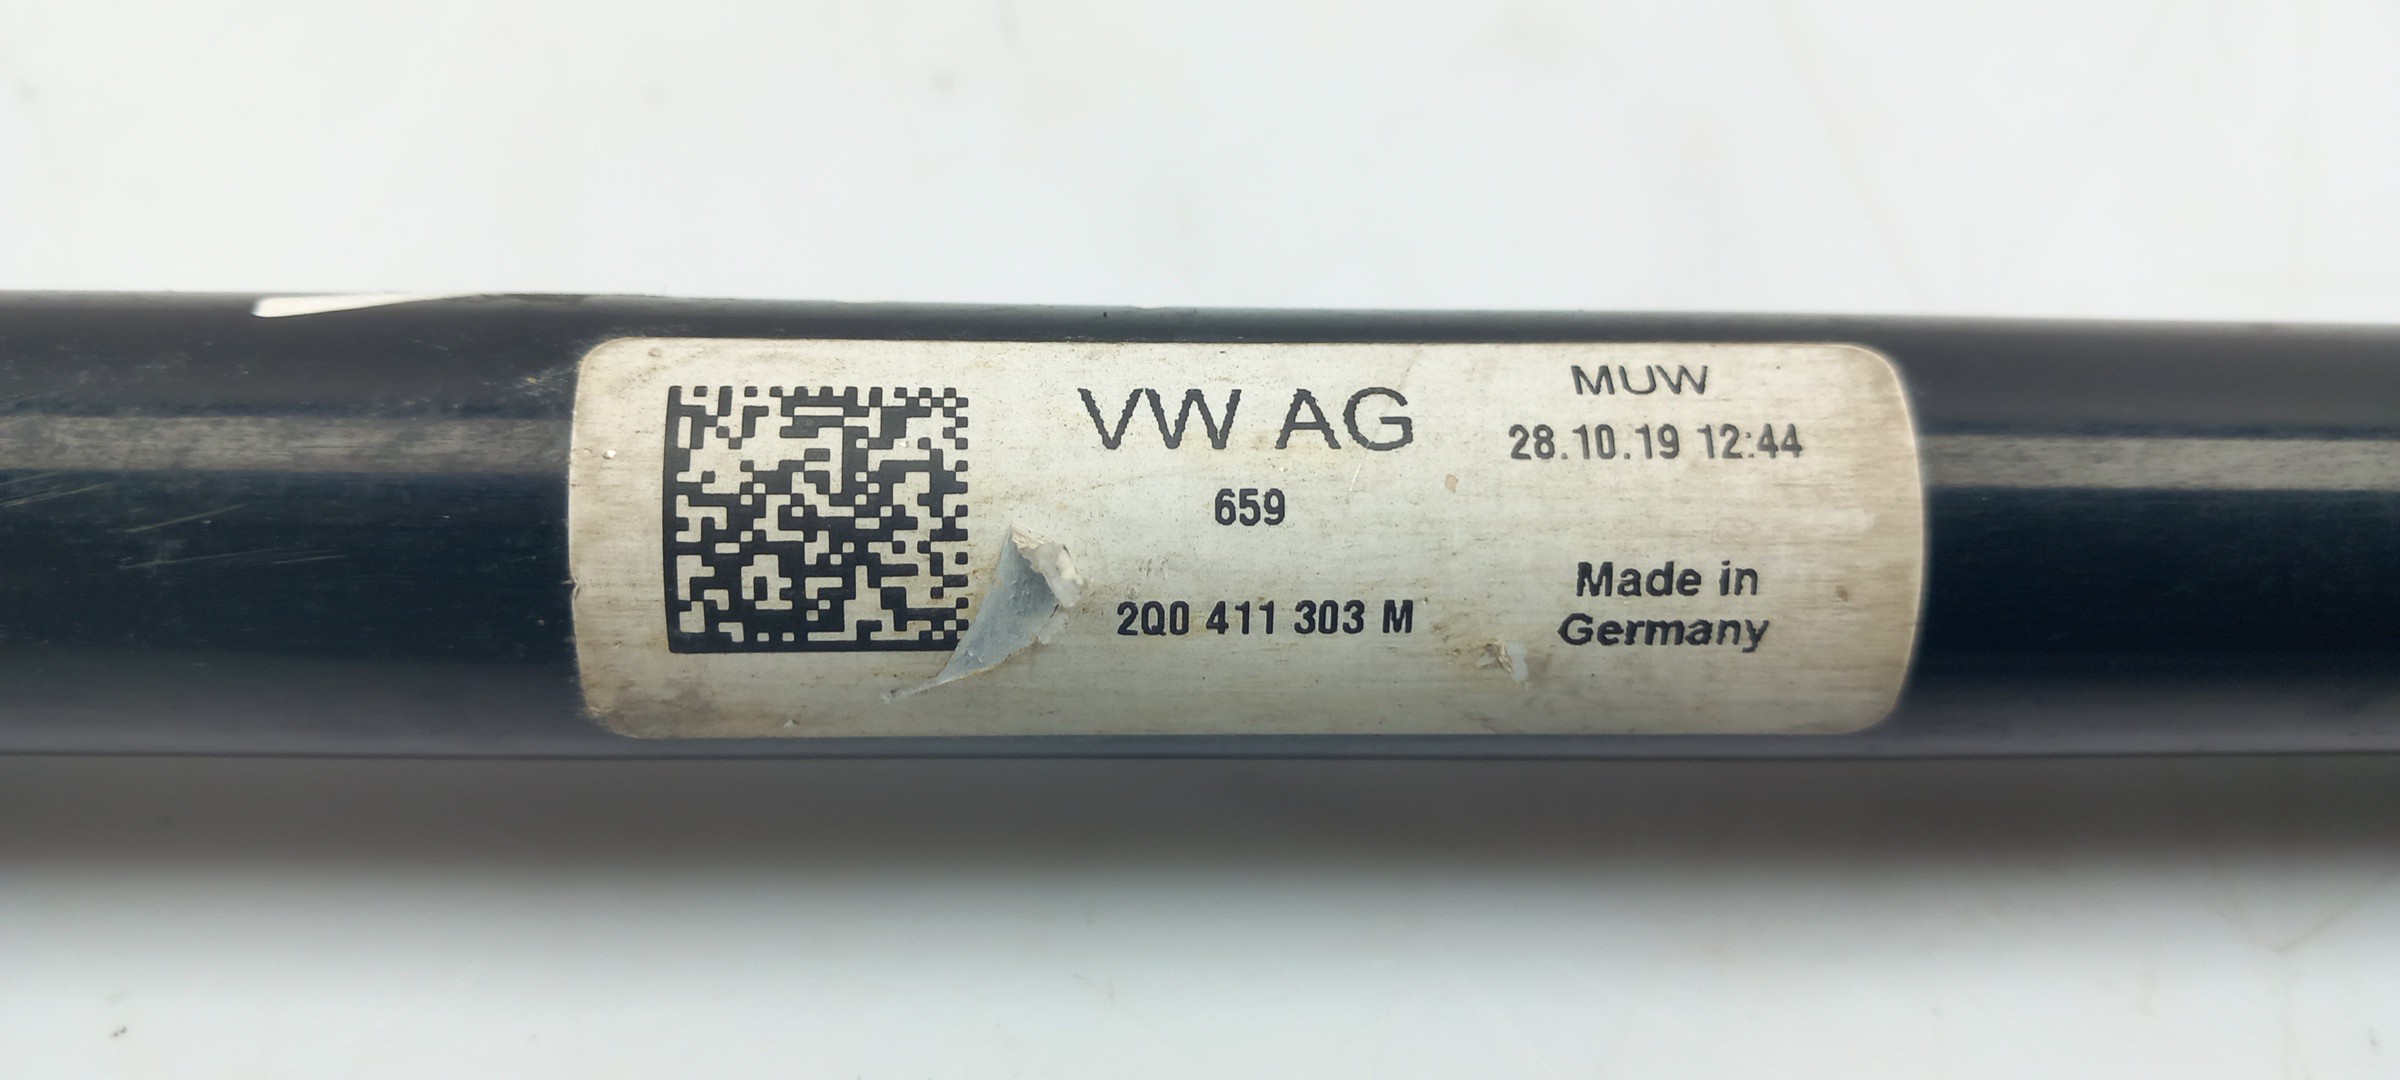 VW AG
659
2Q0 411 303 M
MUW
28.10.19 12:44
Made in
Germany